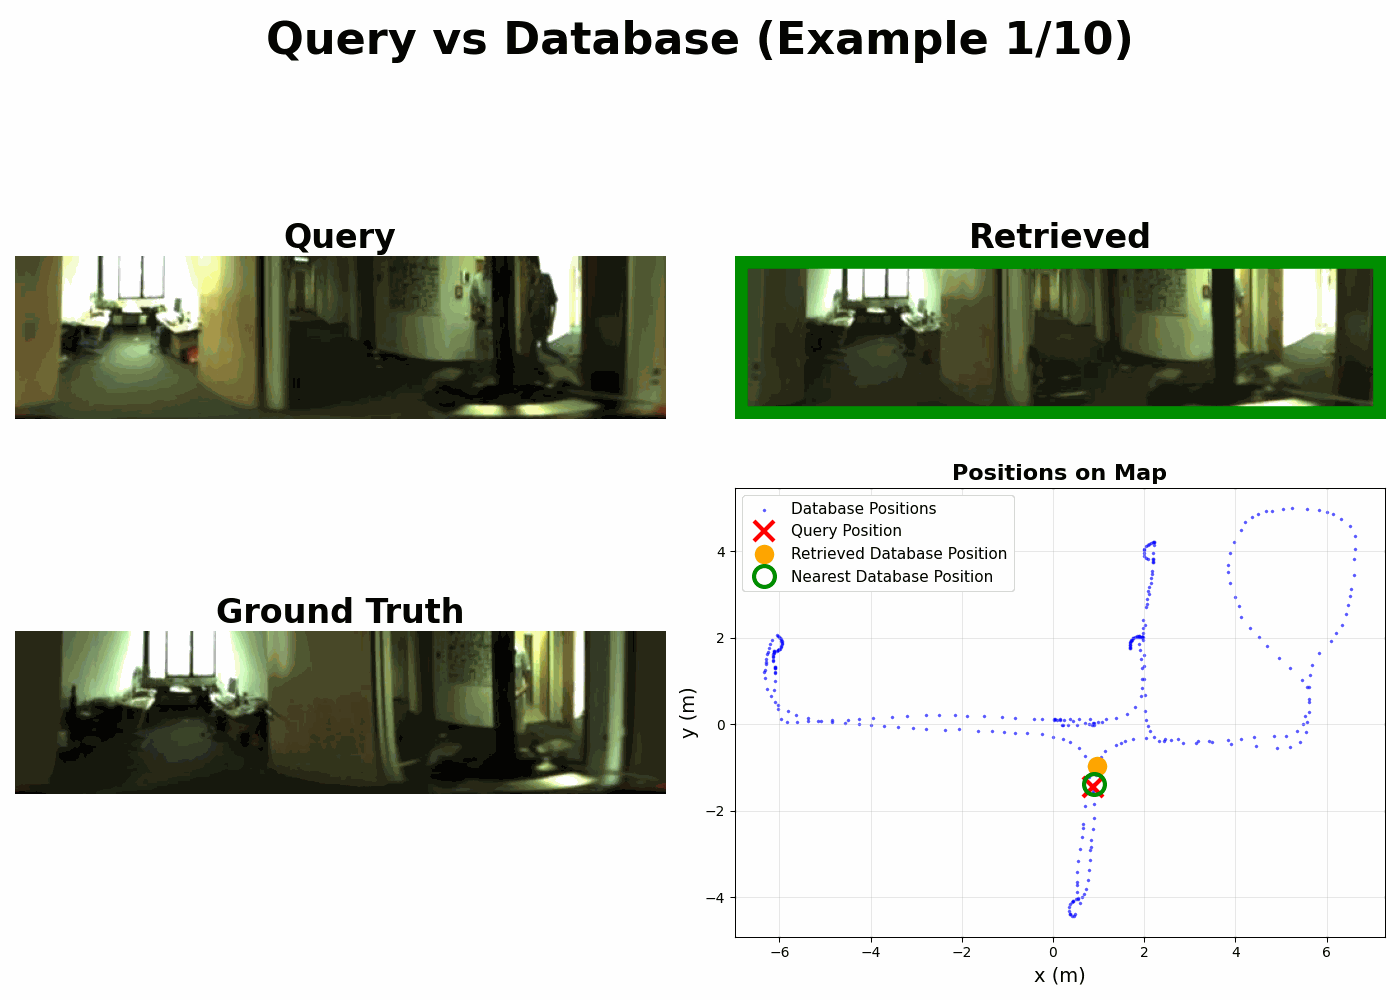 Query vs Database (Example 1/10)
Query
Retrieved
Ground Truth
Positions on Map
Database Positions
Query Position
Retrieved Database Position
Nearest Database Position
4
2
0
−2
−4
y (m)
−6
−4
−2
0
2
4
6
x (m)